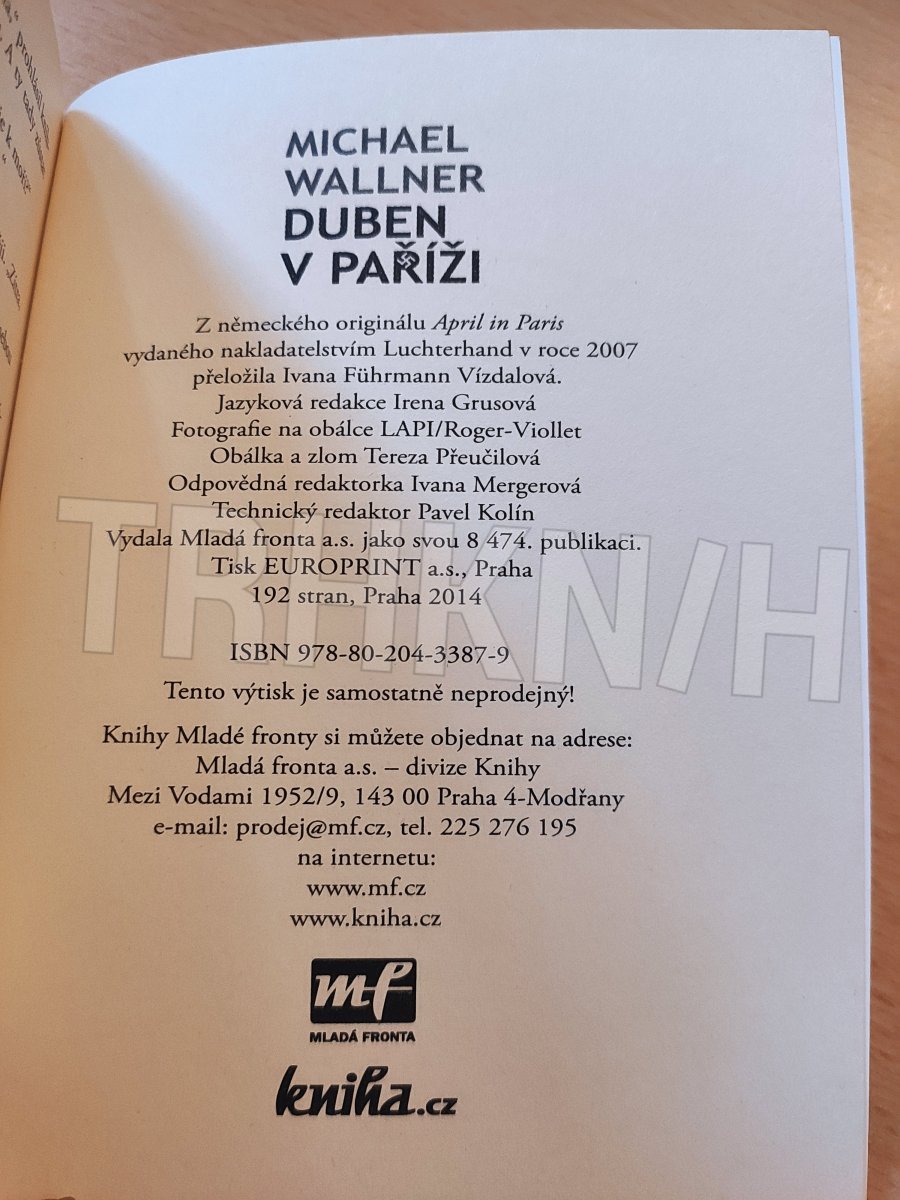 prohlásil
A ty tady
k moři?
MICHAEL
WALLNER
DUBEN
V PAŘÍŽI
Z německého originálu April in Paris
vydaného nakladatelstvím Luchterhand v roce 2007
přeložila Ivana Führmann Vízdalová.
Jazyková redakce Irena Grusová
Fotografie na obálce LAPI/Roger-Viollet
Obálka a zlom Tereza Přeučilová
Odpovědná redaktorka Ivana Mergerová
Technický redaktor Pavel Kolín
Vydala Mladá fronta a.s. jako svou 8 474. publikaci.
Tisk EUROPRINT a.s., Praha
192 stran, Praha 2014
TRHKN/H
ISBN 978-80-204-3387-9
Tento výtisk je samostatně neprodejný!
Knihy Mladé fronty si můžete objednat na adrese:
Mladá fronta a.s. – divize Knihy
Mezi Vodami 1952/9, 143 00 Praha 4-Modřany
e-mail: prodej@mf.cz, tel. 225 276 195
na internetu:
www.mf.cz
www.kniha.cz
mf
MLADÁ FRONTA
kniha.cz